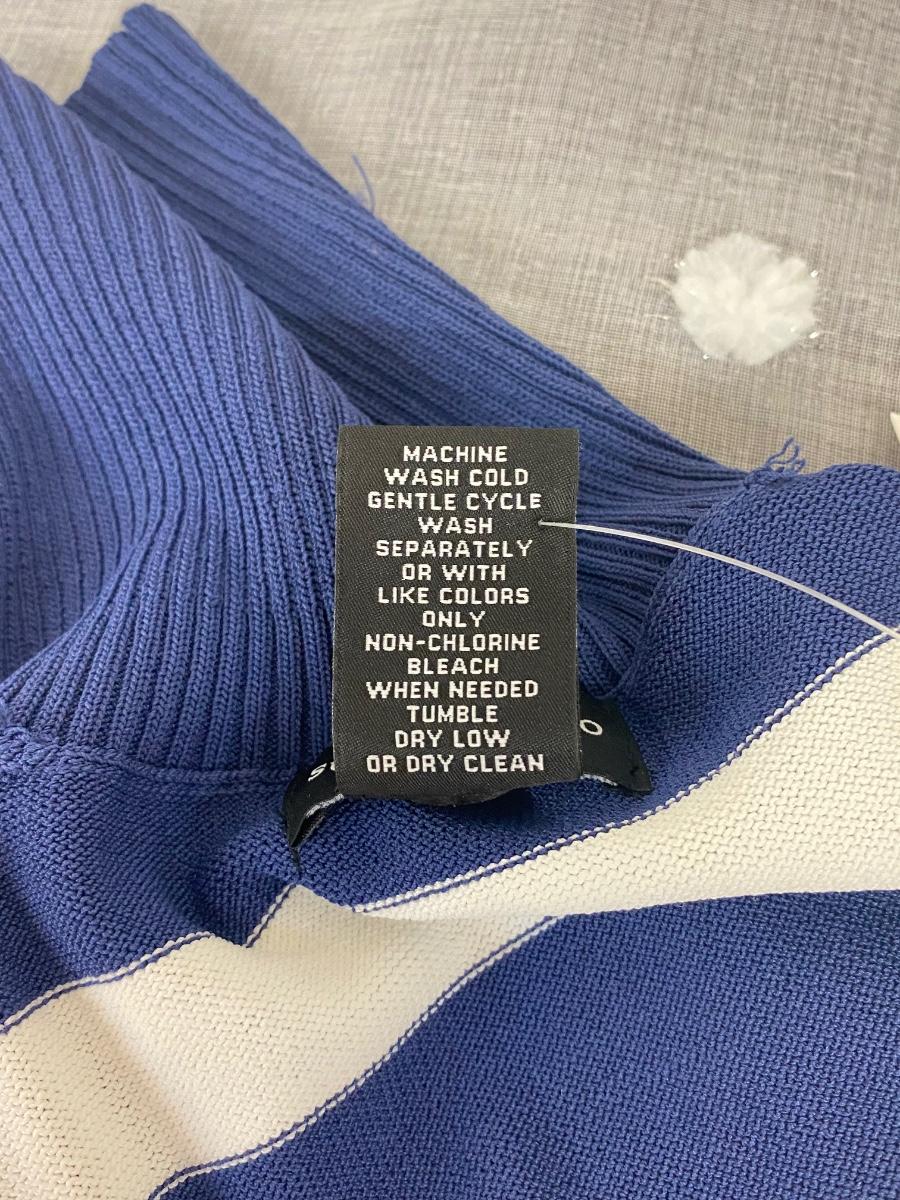 MACHINE
WASH COLD
GENTLE CYCLE
WASH
SEPARATELY
OR WITH
LIKE COLORS
ONLY
NON-CHLORINE
BLEACH
WHEN NEEDED
TUMBLE
DRY LOW
OR DRY CLEAN